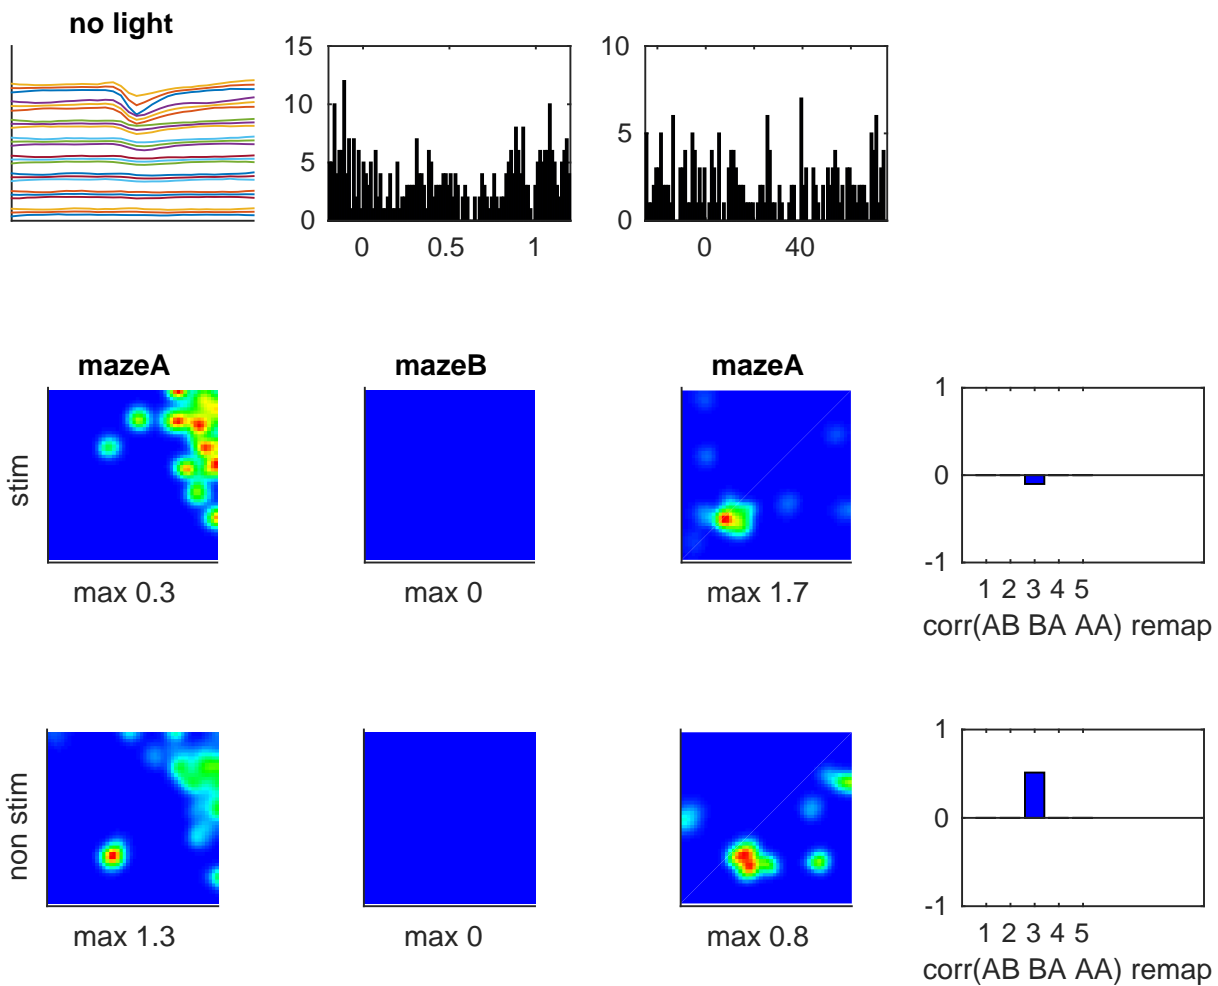 no light
15
10
5
0
0 0.5 1
10
5
0
0 40
mazeA mazeB mazeA
stim
max 0.3 max 0 max 1.7
1
0
-1
1 2 3 4 5
corr(AB BA AA) remap
non stim
max 1.3 max 0 max 0.8
1
0
-1
1 2 3 4 5
corr(AB BA AA) remap